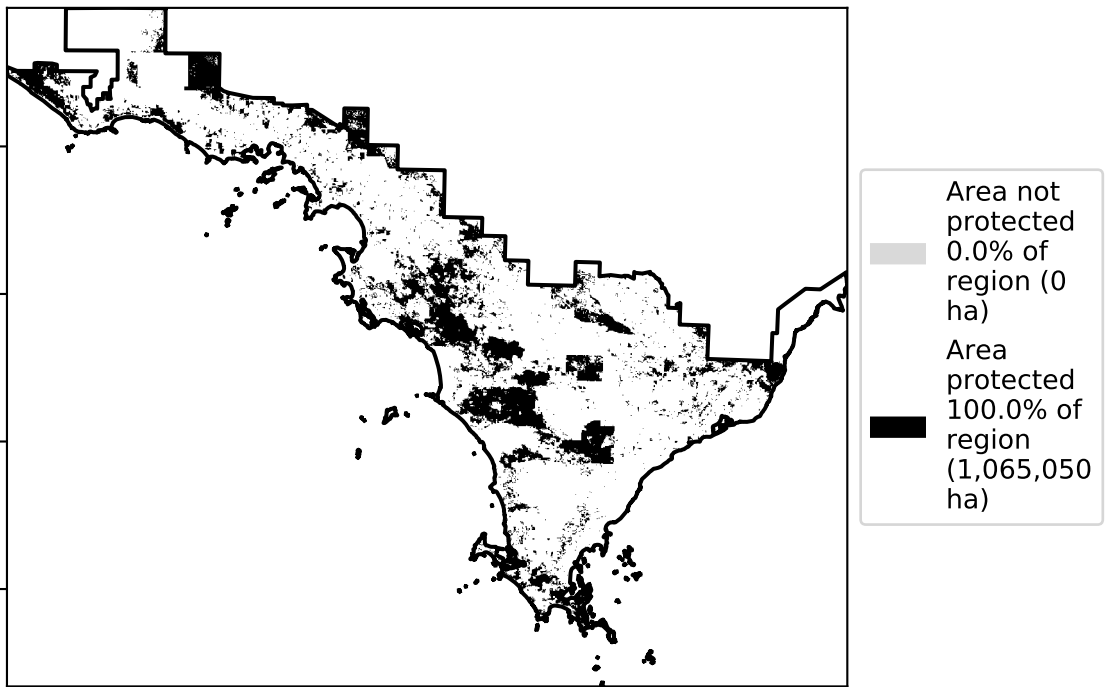 Area not
protected
0.0% of
region (0
ha)
Area
protected
100.0% of
region
(1,065,050
ha)